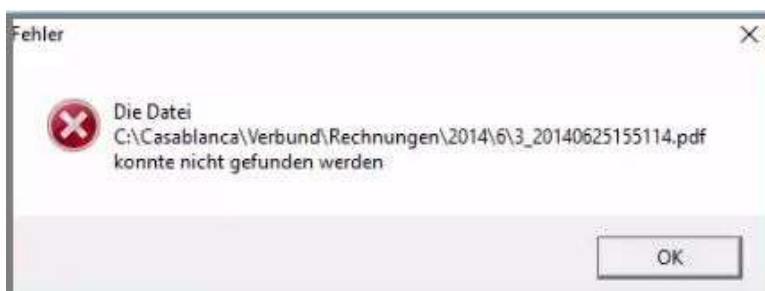 Fehler
Die Datei
C:\Casablanca\Verbund\Rechnungen\2014\6\3_20140625155114.pdf
konnte nicht gefunden werden
OK